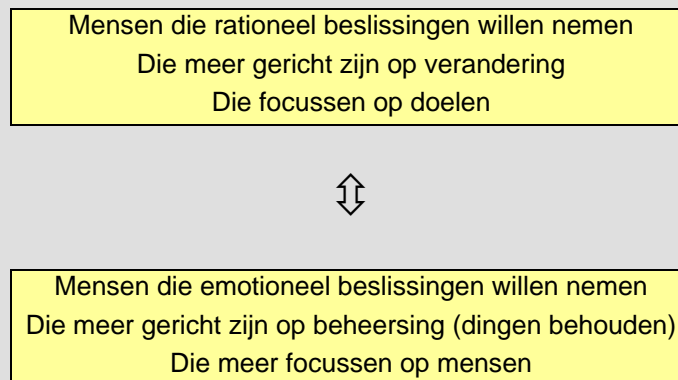 Mensen die rationeel beslissingen willen nemen
Die meer gericht zijn op verandering
Die focussen op doelen
Mensen die emotioneel beslissingen willen nemen
Die meer gericht zijn op beheersing (dingen behouden)
Die meer focussen op mensen